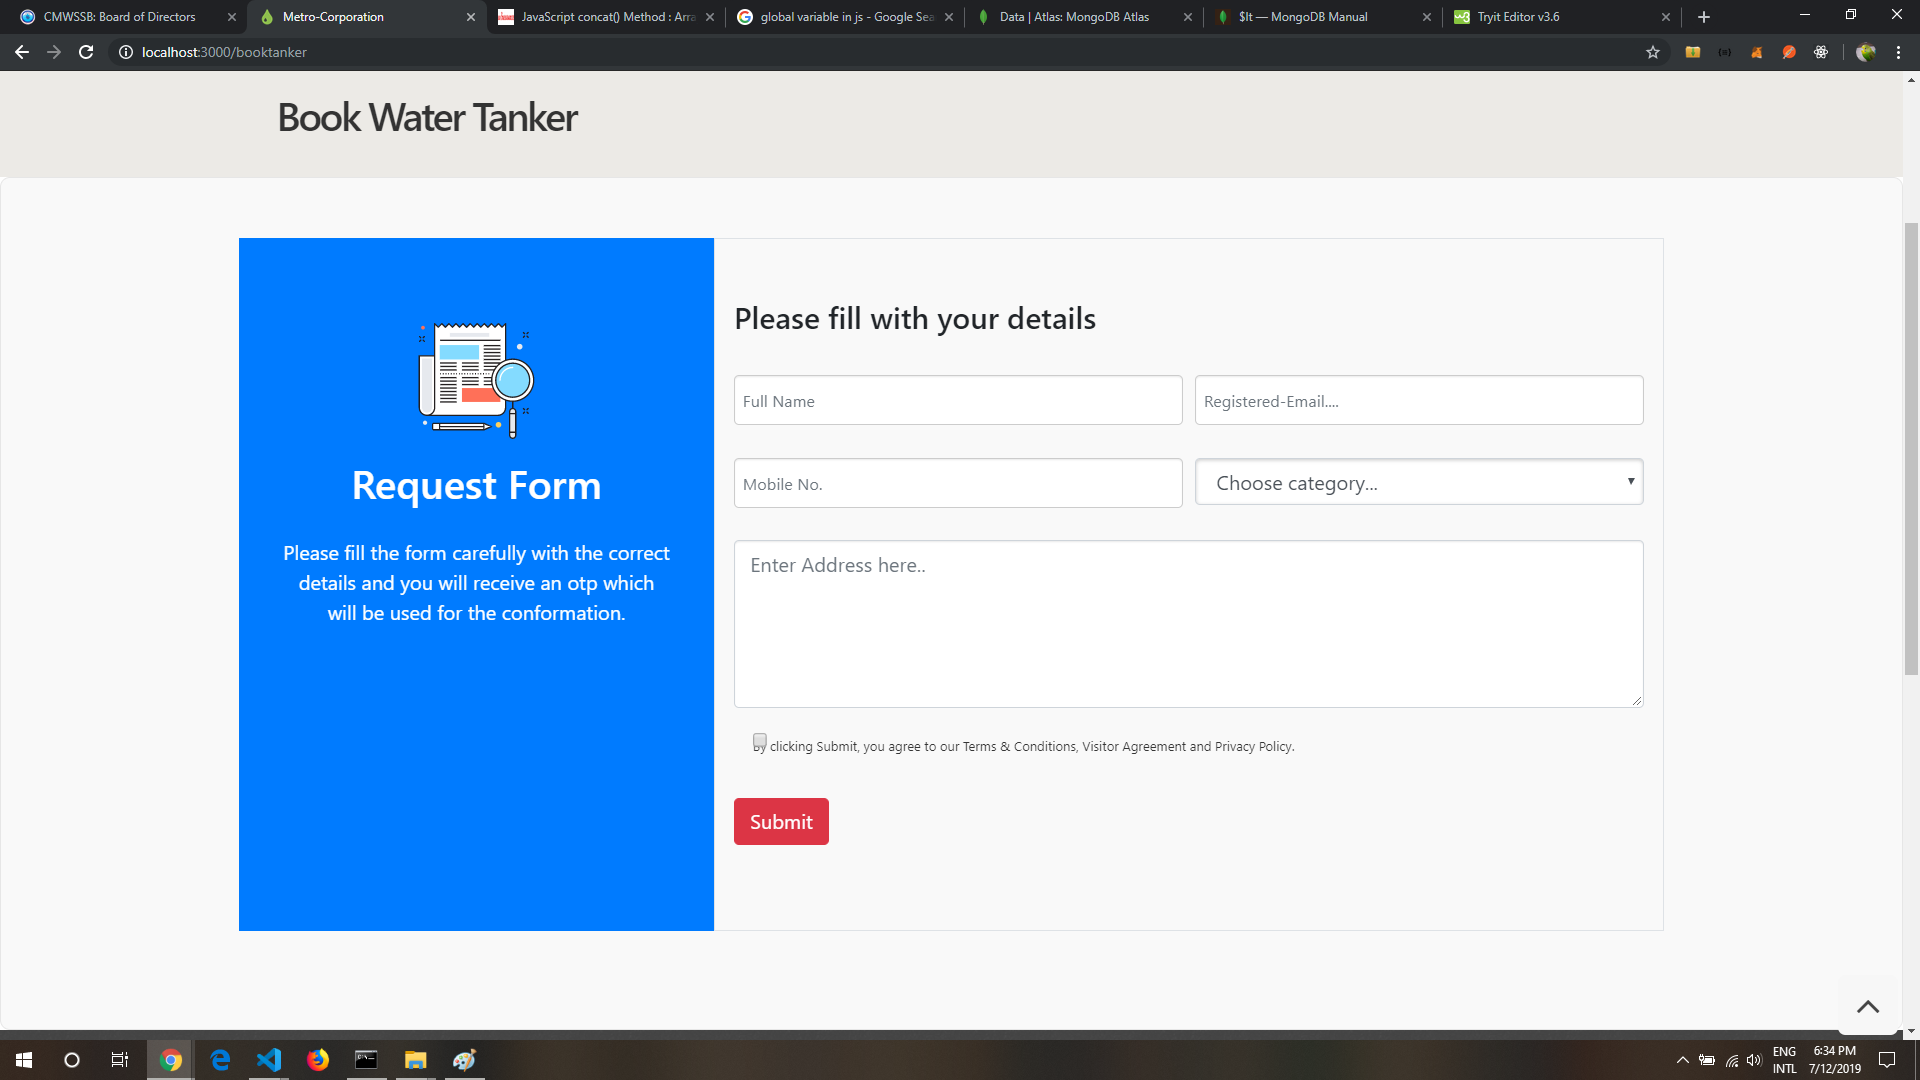 CMWSSB: Board of Directors
Metro-Corporation
JavaScript concat() Method : Arra
global variable in js - Google Sea
Data | Atlas: MongoDB Atlas
$lt — MongoDB Manual
Tryit Editor v3.6
localhost:3000/booktanker
Book Water Tanker
Request Form
Please fill the form carefully with the correct
details and you will receive an otp which
will be used for the conformation.
Please fill with your details
Full Name
Registered-Email....
Mobile No.
Choose category...
Enter Address here..
By clicking Submit, you agree to our Terms & Conditions, Visitor Agreement and Privacy Policy.
Submit
ENG
INTL
6:34 PM
7/12/2019